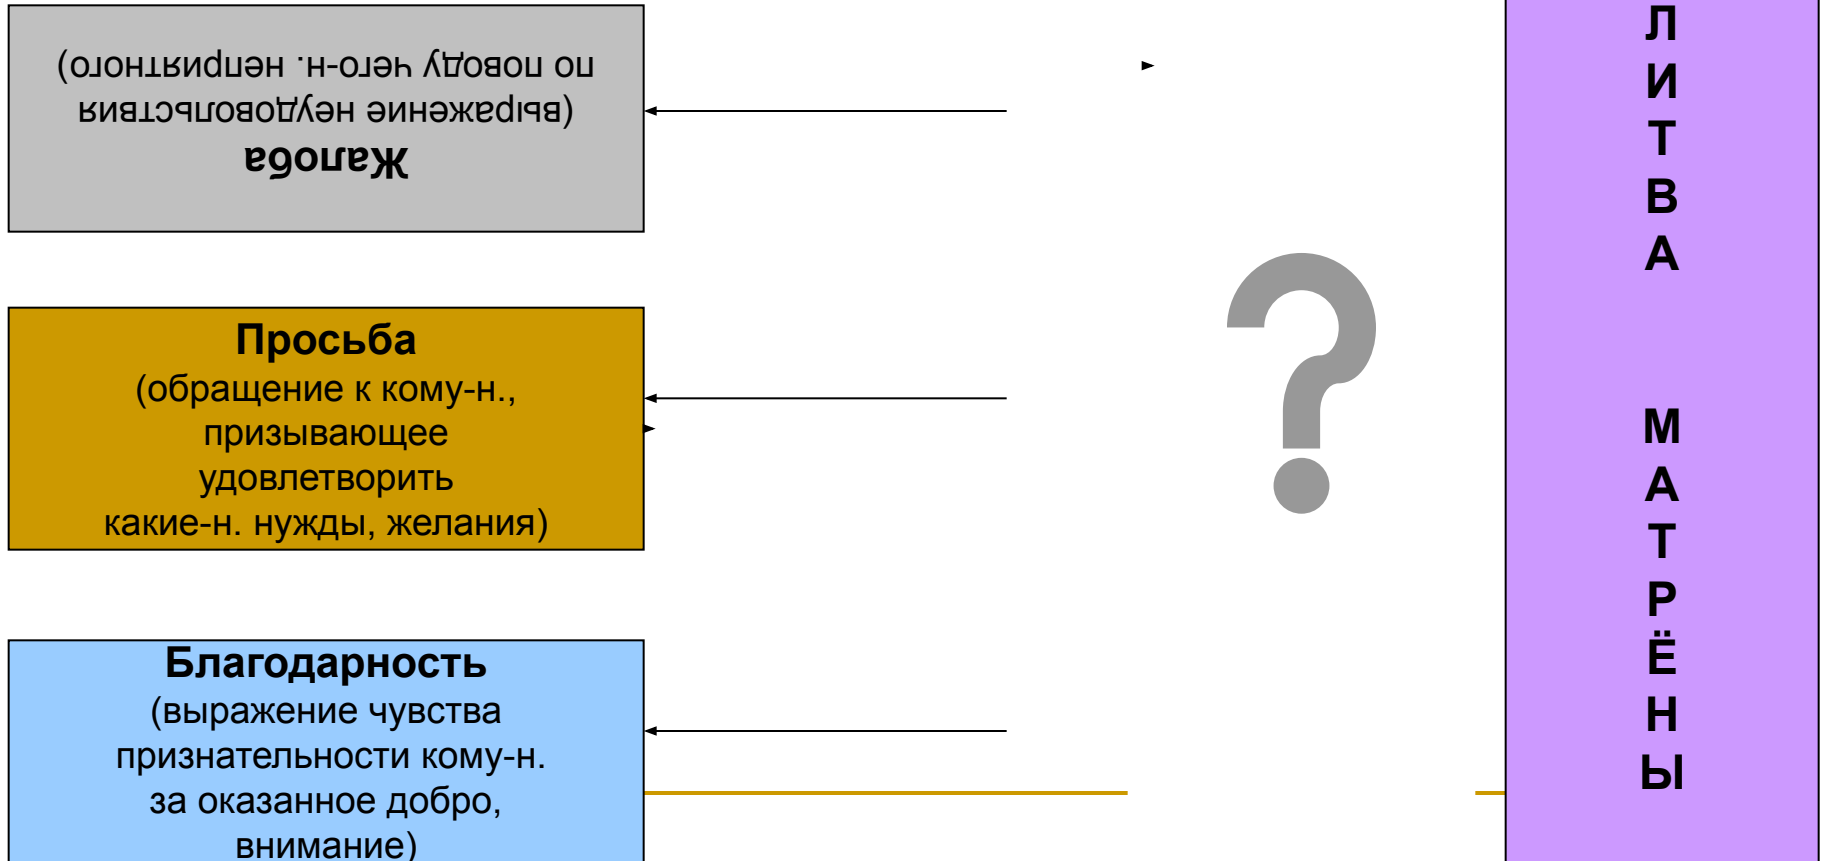 Жалоба
(выражение неудовольствия
по поводу чего-н. неприятного)
Просьба
(обращение к кому-н.,
призывающее
удовлетворить
какие-н. нужды, желания)
Благодарность
(выражение чувства
признательности кому-н.
за оказанное добро,
внимание)
?
Л
И
Т
В
А
М
А
Т
Р
Ё
Н
Ы